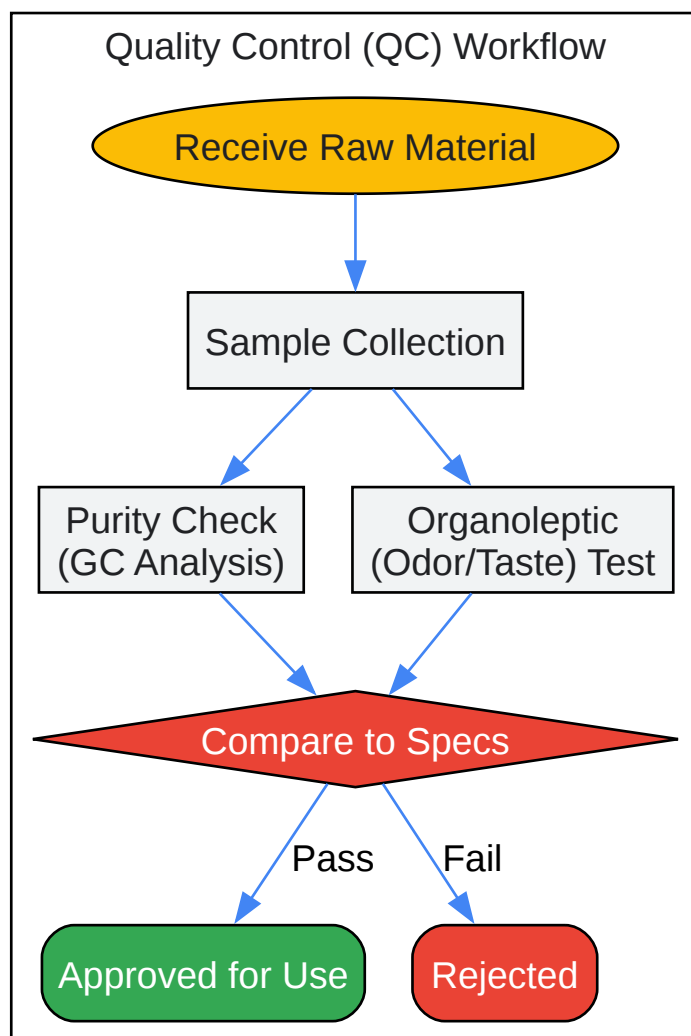 Quality Control (QC) Workflow
Receive Raw Material
Sample Collection
Purity Check
(GC Analysis)
Organoleptic
(Odor/Taste) Test
Compare to Specs
Pass
Fail
Approved for Use
Rejected